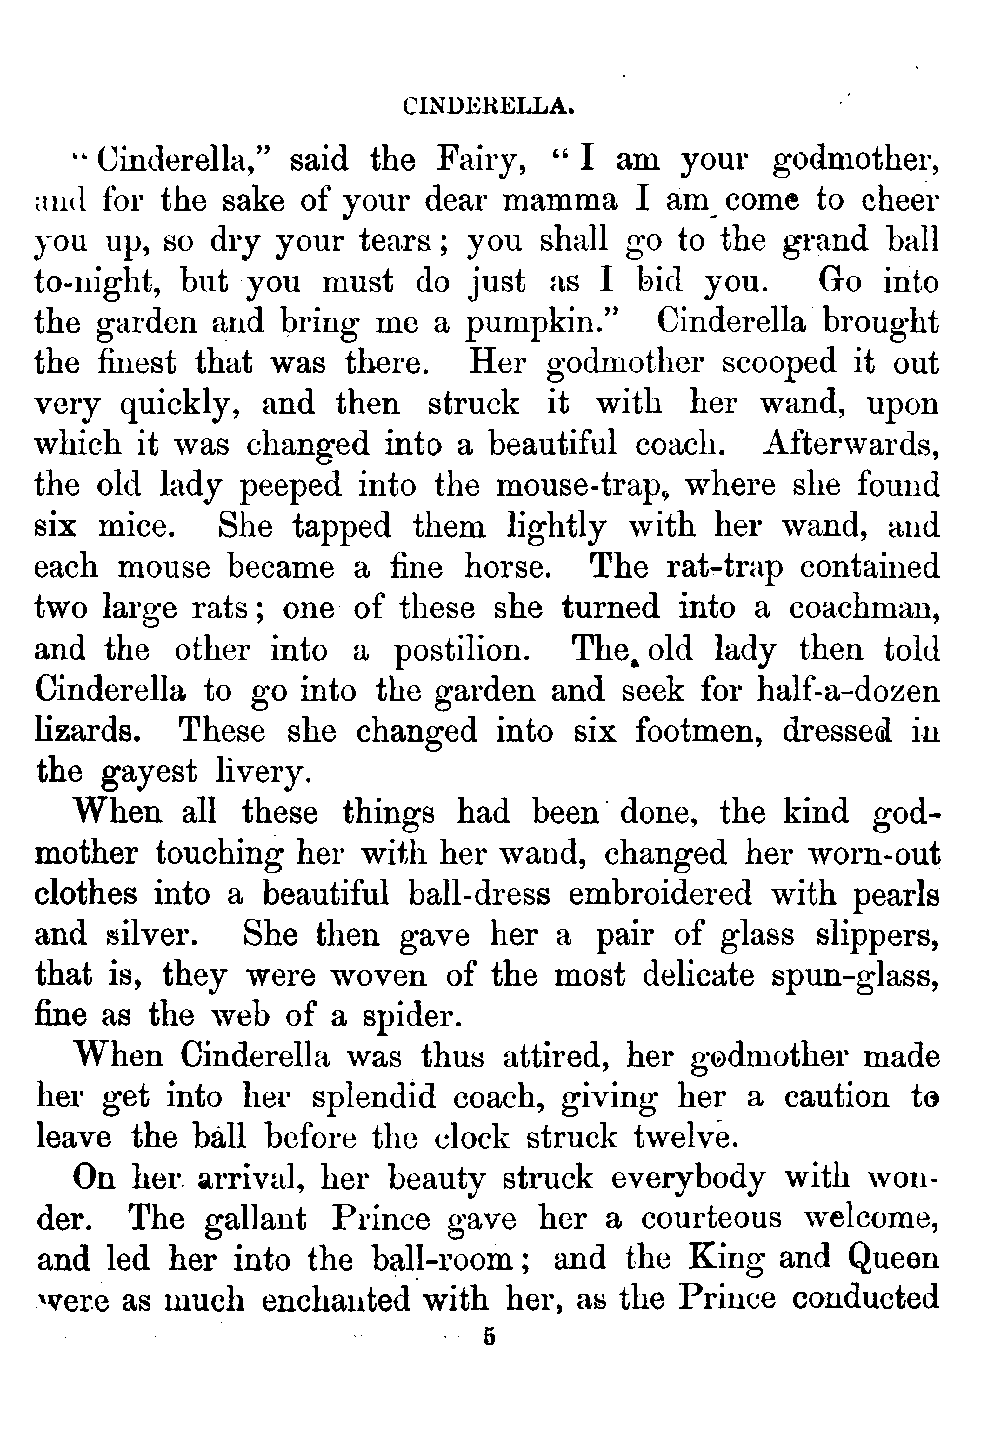 CINDERELLA.
“Cinderella,” said the Fairy, “I am your godmother,
and for the sake of your dear mamma I am come to cheer
you up, so dry your tears; you shall go to the grand ball
to-night, but you must do just as I bid you. Go into
the garden and bring me a pumpkin.” Cinderella brought
the finest that was there. Her godmother scooped it out
very quickly, and then struck it with her wand, upon
which it was changed into a beautiful coach. Afterwards,
the old lady peeped into the mouse-trap, where she found
six mice. She tapped them lightly with her wand, and
each mouse became a fine horse. The rat-trap contained
two large rats; one of these she turned into a coachman,
and the other into a postilion. The old lady then told
Cinderella to go into the garden and seek for half-a-dozen
lizards. These she changed into six footmen, dressed in
the gayest livery.
When all these things had been done, the kind god-
mother touching her with her wand, changed her worn-out
clothes into a beautiful ball-dress embroidered with pearls
and silver. She then gave her a pair of glass slippers,
that is, they were woven of the most delicate spun-glass,
fine as the web of a spider.
When Cinderella was thus attired, her godmother made
her get into her splendid coach, giving her a caution to
leave the ball before the clock struck twelve.
On her arrival, her beauty struck everybody with won-
der. The gallant Prince gave her a courteous welcome,
and led her into the ball-room; and the King and Queen
were as much enchanted with her, as the Prince conducted
5